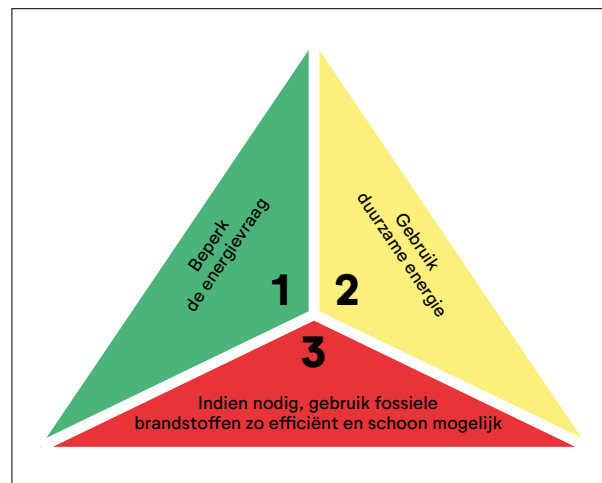 Beperk
de energievraag
1
Gebruik
duurzame energie
2
3
Indien nodig, gebruik fossiele
brandstoffen zo efficiënt en schoon mogelijk